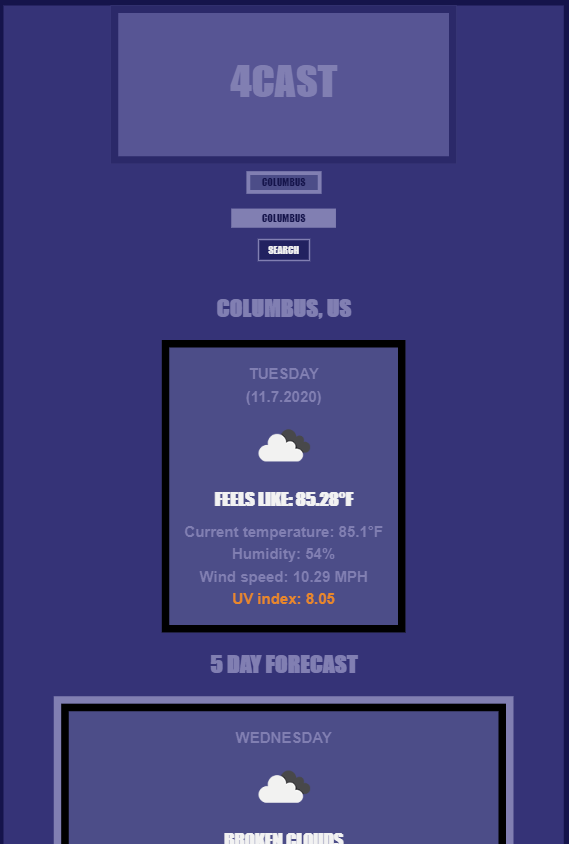 4CAST
COLUMBUS
COLUMBUS
SEARCH
COLUMBUS, US
TUESDAY
(11.7.2020)
FEELS LIKE: 85.28°F
Current temperature: 85.1°F
Humidity: 54%
Wind speed: 10.29 MPH
UV index: 8.05
5 DAY FORECAST
WEDNESDAY
BROKEN CLOUDS